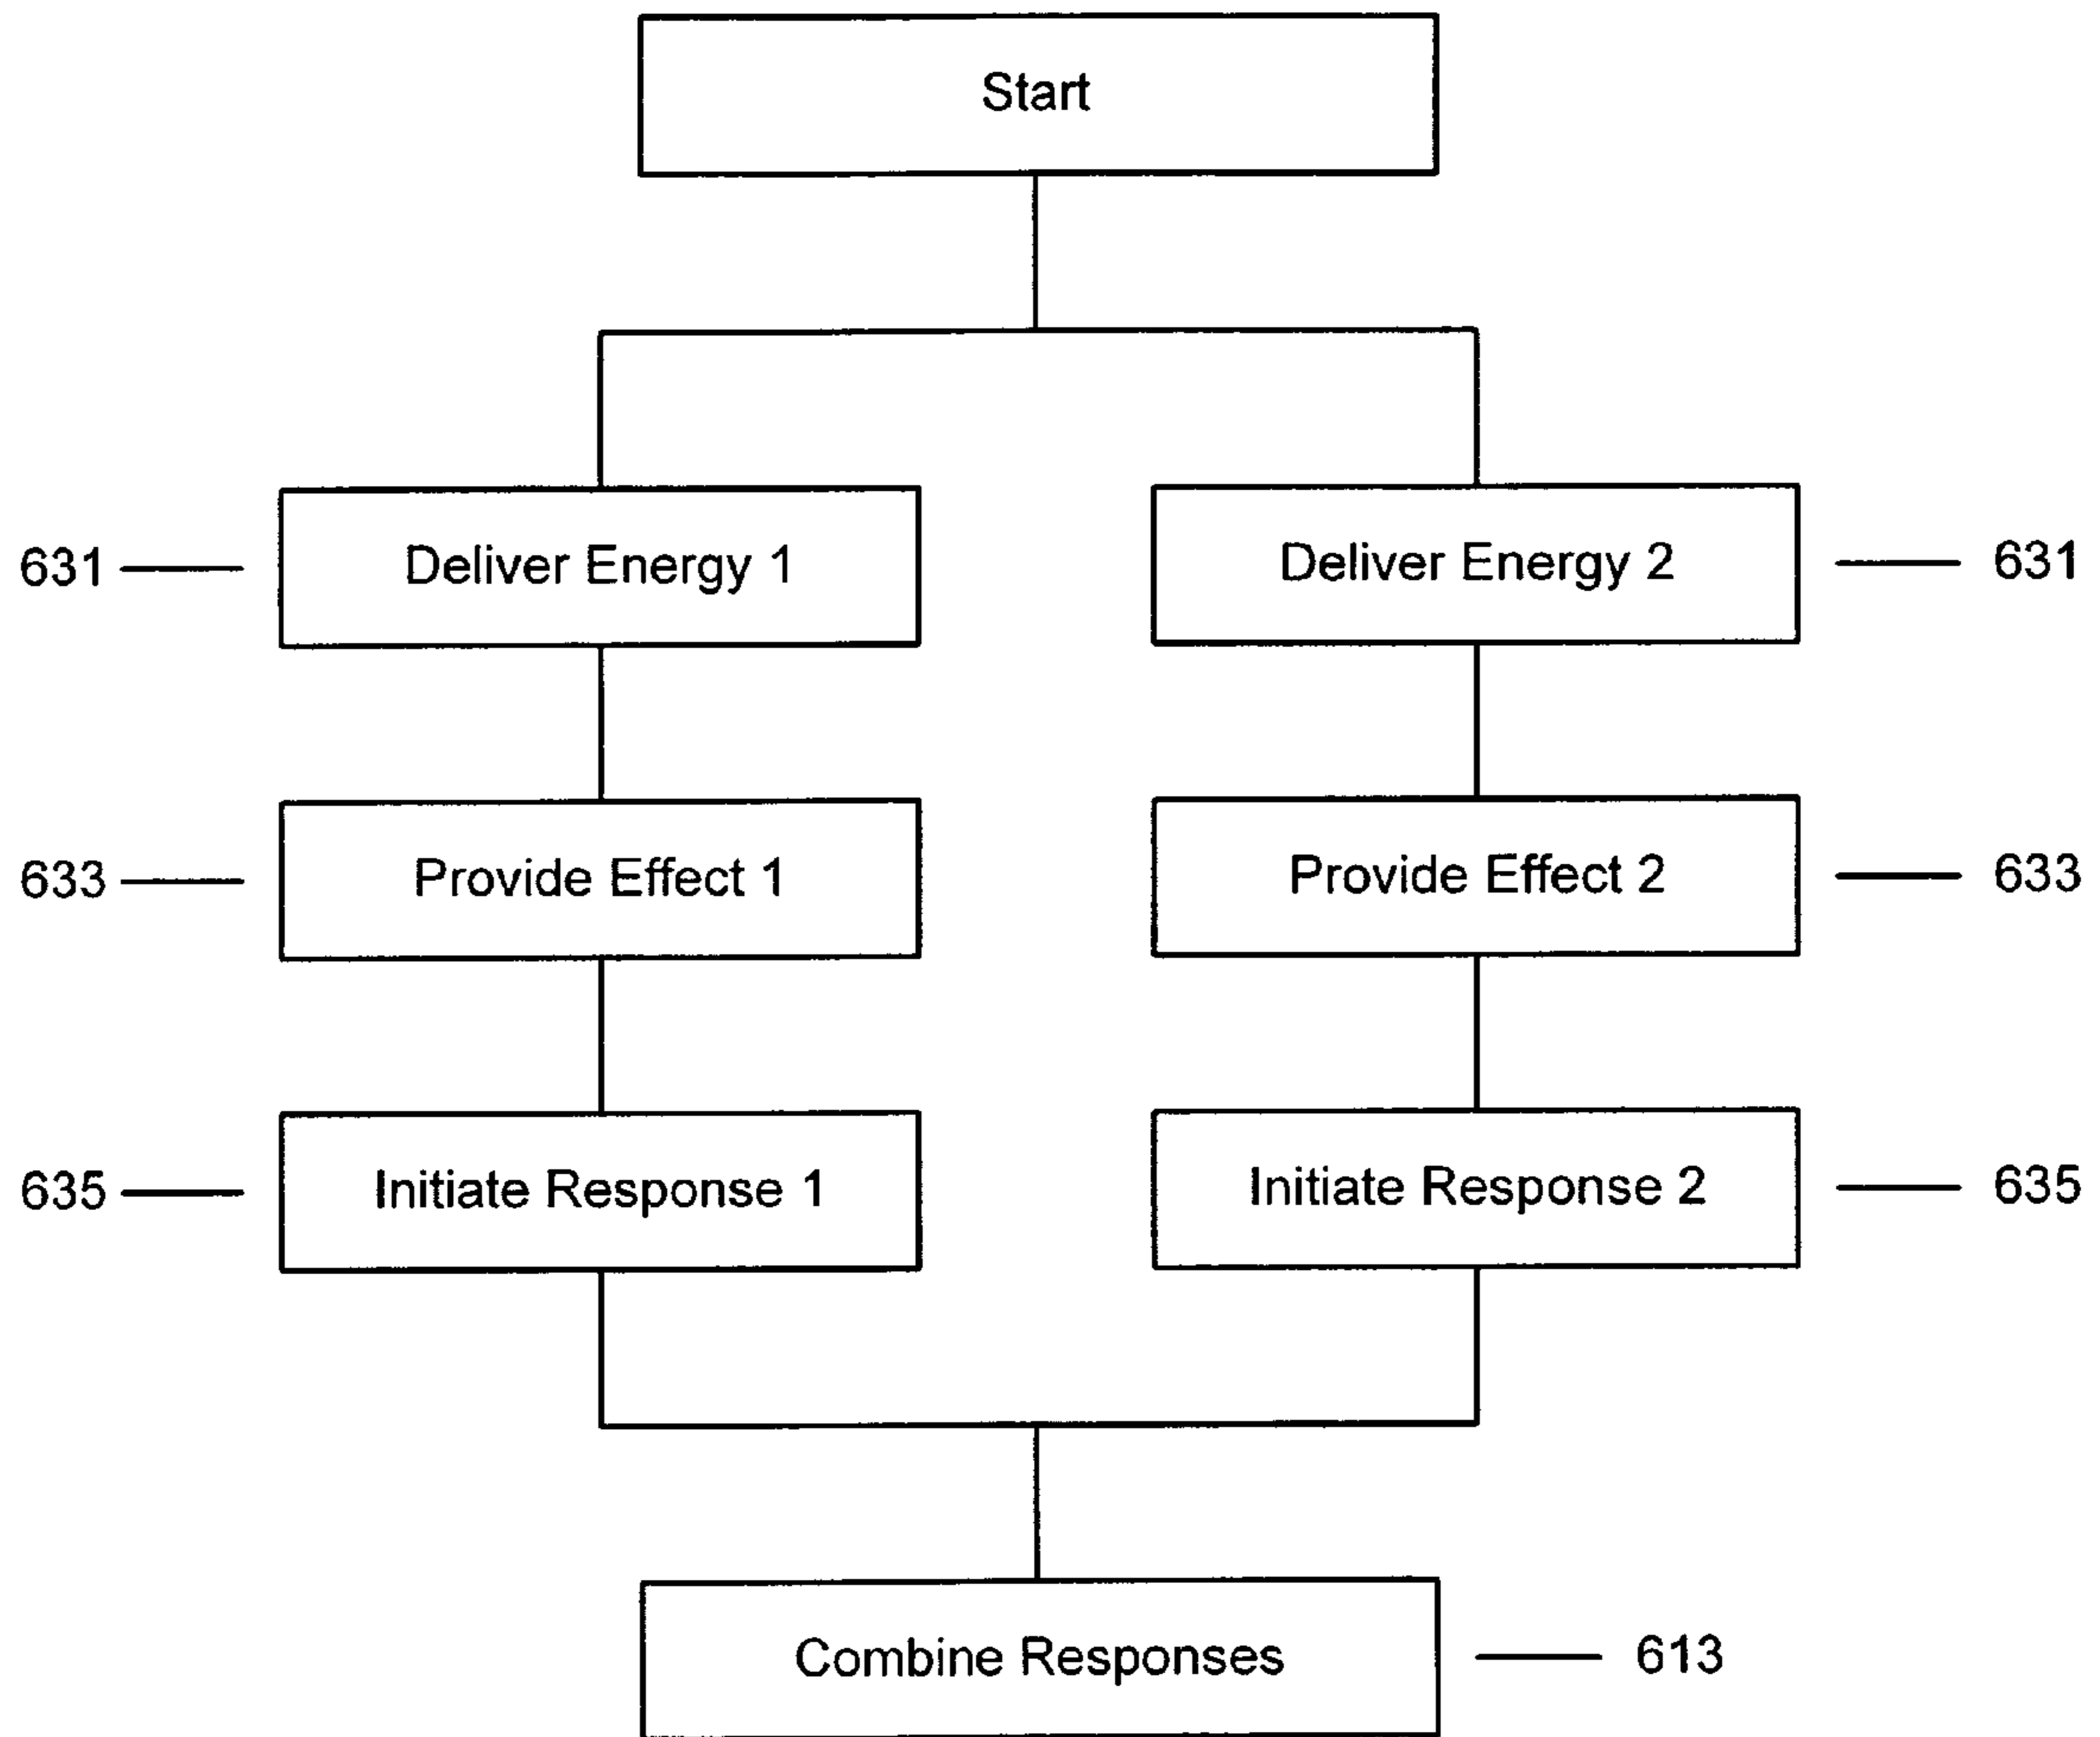 Start
631 Deliver Energy 1 Deliver Energy 2 631
633 Provide Effect 1 Provide Effect 2 633
635 Initiate Response 1 Initiate Response 2 635
Combine Responses 613